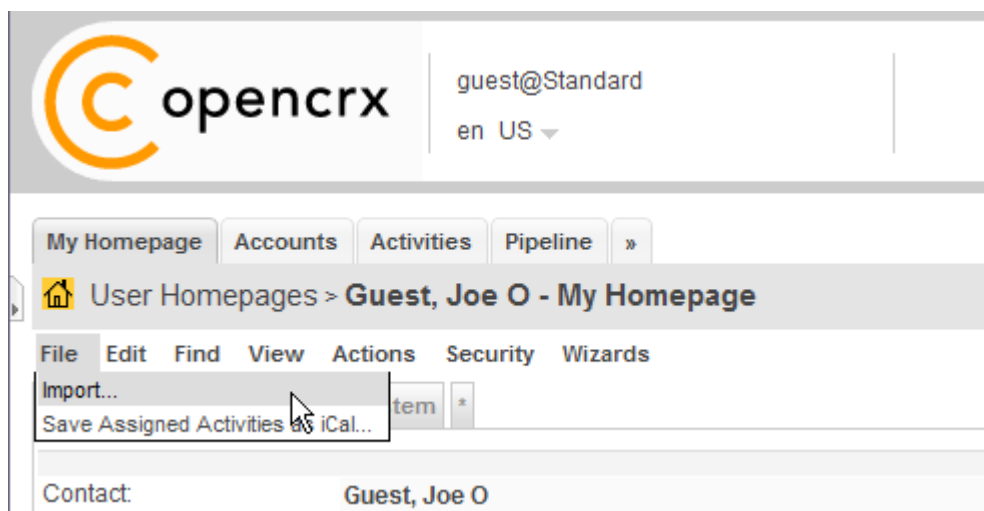 opencrx
guest@Standard
en US
My Homepage Accounts Activities Pipeline »
User Homepages > Guest, Joe O - My Homepage
File Edit Find View Actions Security Wizards
Import...
tem *
Save Assigned Activities as iCal...
Contact: Guest, Joe O